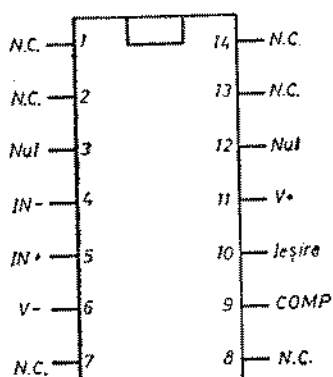 N.C. 1 14 N.C.
N.C. 2 13 N.C.
Nul 3 12 Nul
IN- 4 11 V+
IN+ 5 10 Ieșire
V- 6 9 COMP
N.C. 7 8 N.C.